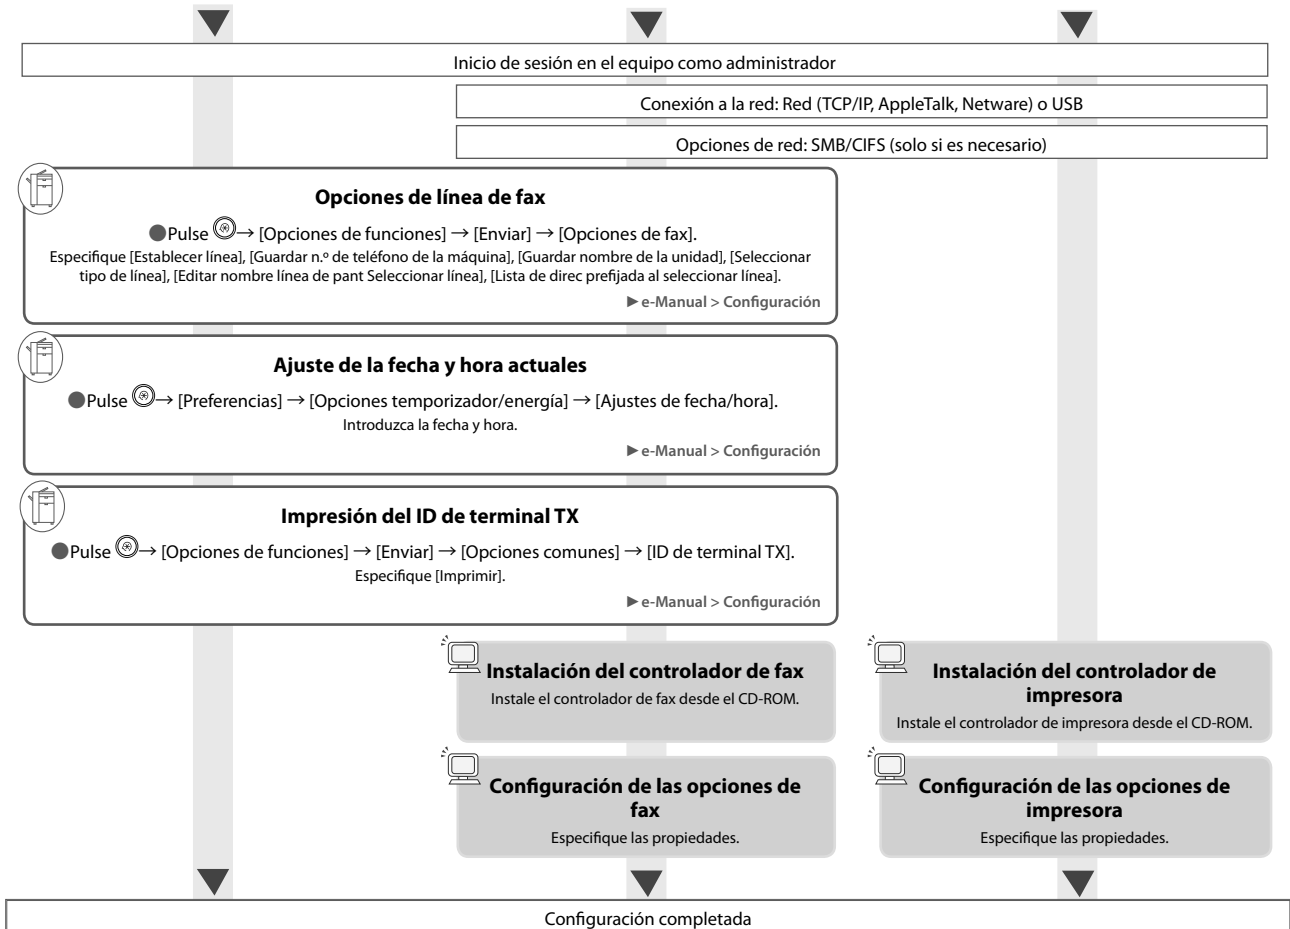 Inicio de sesión en el equipo como administrador
Conexión a la red: Red (TCP/IP, AppleTalk, Netware) o USB
Opciones de red: SMB/CIFS (solo si es necesario)
Opciones de línea de fax
●Pulse → [Opciones de funciones] → [Enviar] → [Opciones de fax].
Especifique [Establecer línea], [Guardar n.º de teléfono de la máquina], [Guardar nombre de la unidad], [Seleccionar
tipo de línea], [Editar nombre línea de pant Seleccionar línea], [Lista de direc prefijada al seleccionar línea].
►e-Manual > Configuración
Ajuste de la fecha y hora actuales
●Pulse → [Preferencias] → [Opciones temporizador/energía] → [Ajustes de fecha/hora].
Introduzca la fecha y hora.
►e-Manual > Configuración
Impresión del ID de terminal TX
●Pulse → [Opciones de funciones] → [Enviar] → [Opciones comunes] → [ID de terminal TX].
Especifique [Imprimir].
►e-Manual > Configuración
Instalación del controlador de fax
Instale el controlador de fax desde el CD-ROM.
Instalación del controlador de
impresora
Instale el controlador de impresora desde el CD-ROM.
Configuración de las opciones de
fax
Especifique las propiedades.
Configuración de las opciones de
impresora
Especifique las propiedades.
Configuración completada